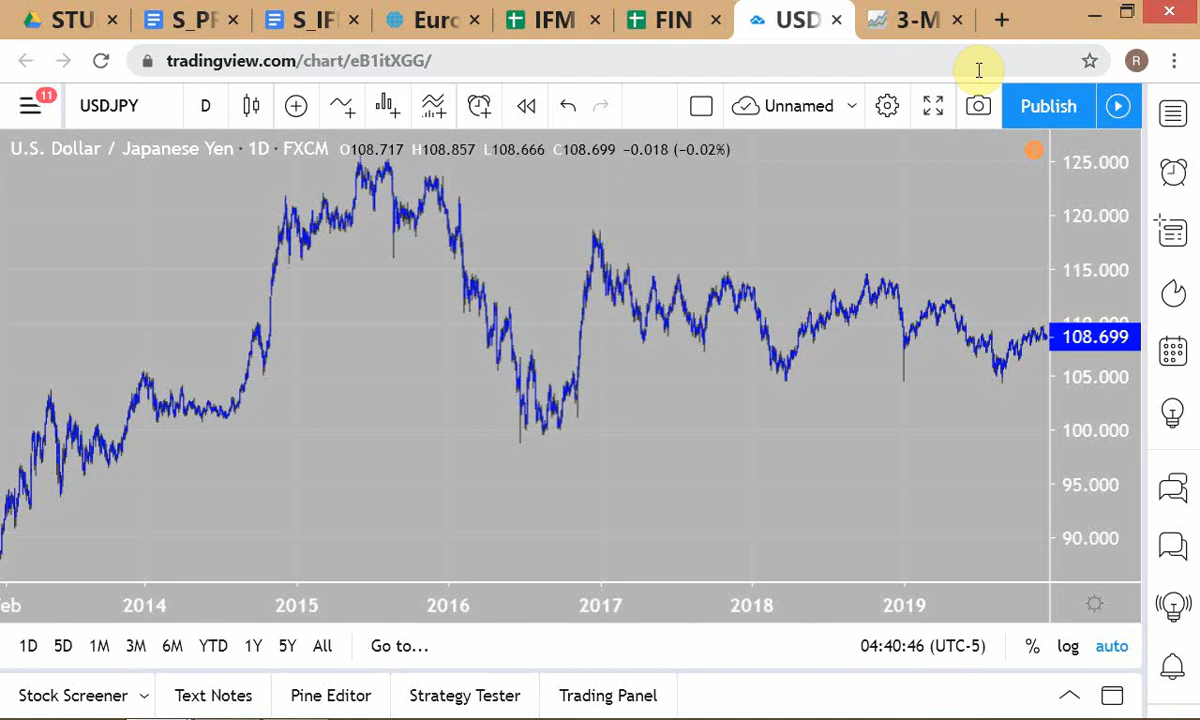 STU S_PF S_IF Euro IFM FIN USD 3-M
tradingview.com/chart/eB1itXGG/ R
11 USDJPY D Unnamed Publish
U.S. Dollar / Japanese Yen · 1D · FXCM O108.717 H108.857 L108.666 C108.699 −0.018 (−0.02%)
125.000
120.000
115.000
110.000
108.699
105.000
100.000
95.000
90.000
eb 2014 2015 2016 2017 2018 2019
1D 5D 1M 3M 6M YTD 1Y 5Y All Go to... 04:40:46 (UTC-5) % log auto
Stock Screener Text Notes Pine Editor Strategy Tester Trading Panel